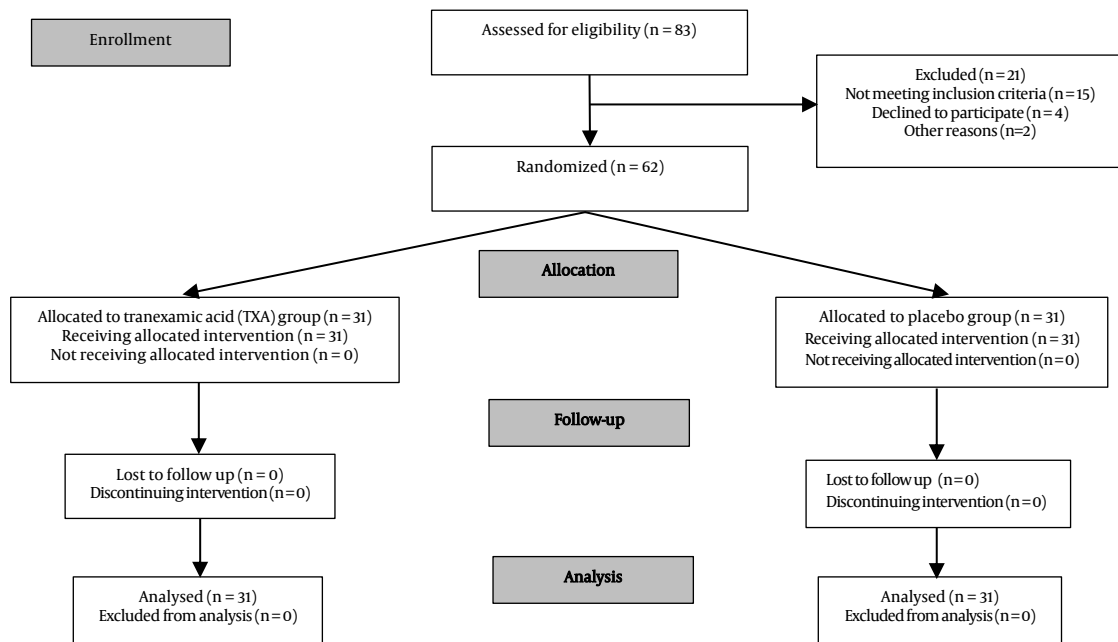 Enrollment
Assessed for eligibility (n = 83)
Excluded (n = 21)
Not meeting inclusion criteria (n = 15)
Declined to participate (n = 4)
Other reasons (n=2)
Randomized (n = 62)
Allocation
Allocated to tranexamic acid (TXA) group (n = 31)
Receiving allocated intervention (n = 31)
Not receiving allocated intervention (n = 0)
Allocated to placebo group (n = 31)
Receiving allocated intervention (n = 31)
Not receiving allocated intervention (n = 0)
Follow-up
Lost to follow up (n = 0)
Discontinuing intervention (n = 0)
Lost to follow up (n = 0)
Discontinuing intervention (n = 0)
Analysis
Analysed (n = 31)
Excluded from analysis (n = 0)
Analysed (n = 31)
Excluded from analysis (n = 0)